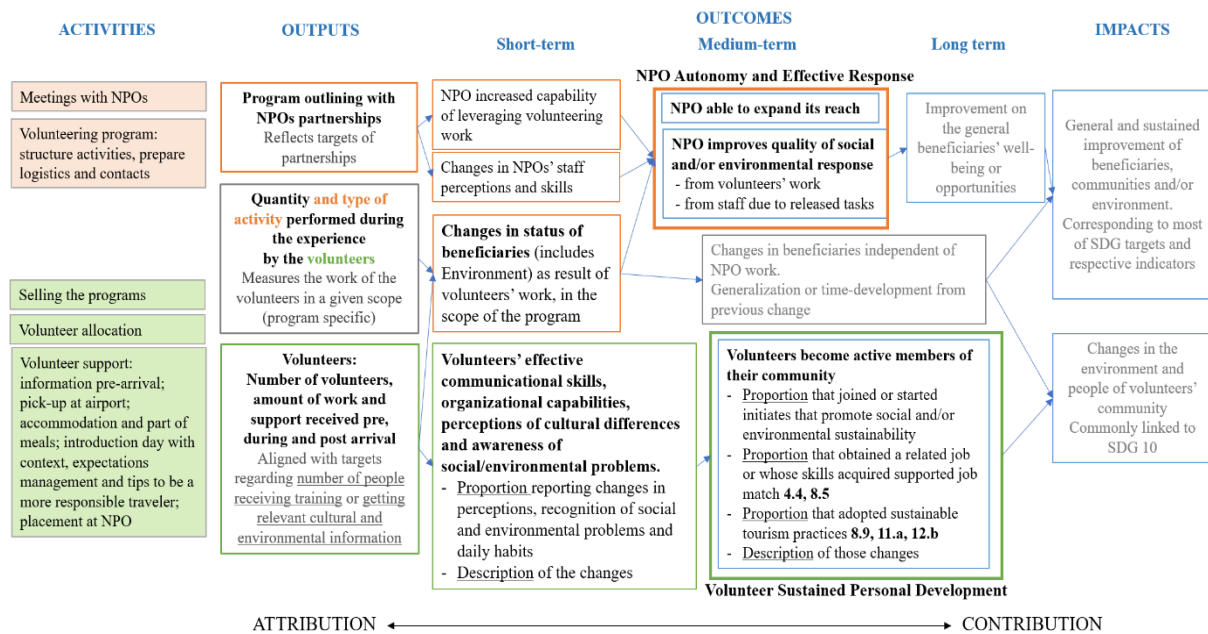 OUTCOMES
ACTIVITIES
OUTPUTS
Short-term
Medium-term
Long term
IMPACTS
Meetings with NPOs
Volunteering program:
structure activities, prepare
logistics and contacts
Selling the programs
Volunteer allocation
Volunteer support:
information pre-arrival;
pick-up at airport;
accommodation and part of
meals; introduction day with
context, expectations
management and tips to be a
more responsible traveler;
placement at NPO
Program outlining with
NPOs partnerships
Reflects targets of
partnerships
Quantity and type of
activity performed during
the experience
by the volunteers
Measures the work of the
volunteers in a given scope
(program specific)
Volunteers:
Number of volunteers,
amount of work and
support received pre,
during and post arrival
Aligned with targets
regarding number of people
receiving training or getting
relevant cultural and
environmental information
NPO increased capability
of leveraging volunteering
work
Changes in NPOs' staff
perceptions and skills
Changes in status of
beneficiaries (includes
Environment) as result of
volunteers' work, in the
scope of the program
Volunteers' effective
communicational skills,
organizational capabilities,
perceptions of cultural differences
and awareness of
social/environmental problems.
- Proportion reporting changes in
perceptions, recognition of social
and environmental problems and
daily habits
- Description of the changes
NPO Autonomy and Effective Response
NPO able to expand its reach
NPO improves quality of social
and/or environmental response
- from volunteers' work
- from staff due to released tasks
Changes in beneficiaries independent of
NPO work.
Generalization or time-development from
previous change
Volunteers become active members of
their community
- Proportion that joined or started
initiates that promote social and/or
environmental sustainability
- Proportion that obtained a related job
or whose skills acquired supported job
match 4.4, 8.5
- Proportion that adopted sustainable
tourism practices 8.9, 11.a, 12.b
- Description of those changes
Volunteer Sustained Personal Development
Improvement on
the general
beneficiaries' well-
being or
opportunities
General and sustained
improvement of
beneficiaries,
communities and/or
environment.
Corresponding to most
of SDG targets and
respective indicators
Changes in the
environment and
people of volunteers'
community
Commonly linked to
SDG 10
ATTRIBUTION
CONTRIBUTION